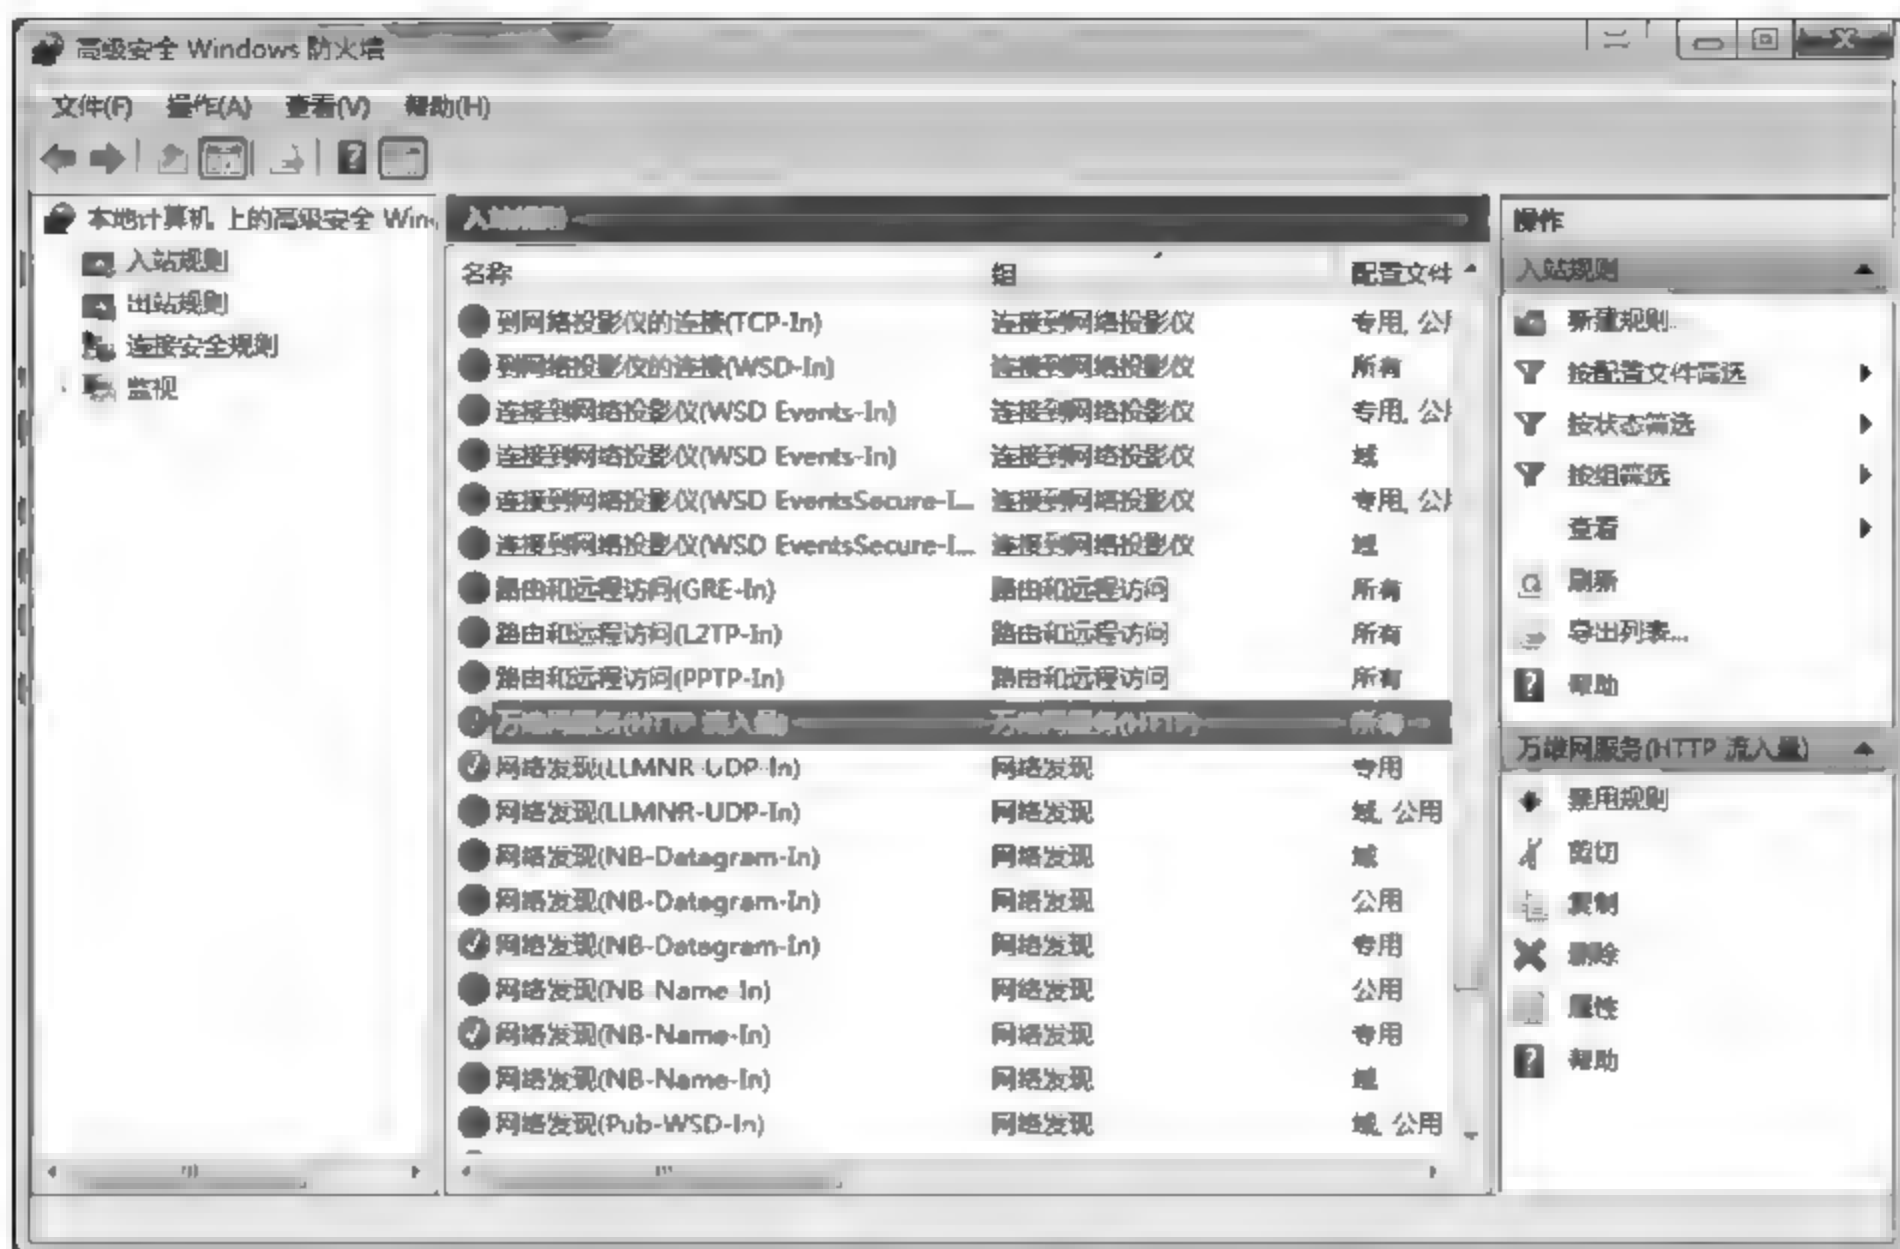 高级安全 Windows 防火墙
文件(F) 操作(A) 查看(V) 帮助(H)
本地计算机 上的高级安全 Win
入站规则
出站规则
连接安全规则
监视
入站规则
名称 组 配置文件
到网络投影仪的连接(TCP-In) 连接到网络投影仪 专用, 公
到网络投影仪的连接(WSD-In) 连接到网络投影仪 所有
连接到网络投影仪(WSD Events-In) 连接到网络投影仪 专用, 公
连接到网络投影仪(WSD Events-In) 连接到网络投影仪 域
连接到网络投影仪(WSD EventsSecure-I... 连接到网络投影仪 专用, 公
连接到网络投影仪(WSD EventsSecure-I... 连接到网络投影仪 域
路由和远程访问(GRE-In) 路由和远程访问 所有
路由和远程访问(L2TP-In) 路由和远程访问 所有
路由和远程访问(PPTP-In) 路由和远程访问 所有
万维网服务(HTTP 流入量) 万维网服务(HTTP) 所有
网络发现(LLMNR-UDP-In) 网络发现 专用
网络发现(LLMNR-UDP-In) 网络发现 域, 公用
网络发现(NB-Datagram-In) 网络发现 域
网络发现(NB-Datagram-In) 网络发现 公用
网络发现(NB-Datagram-In) 网络发现 专用
网络发现(NB-Name-In) 网络发现 公用
网络发现(NB-Name-In) 网络发现 专用
网络发现(NB-Name-In) 网络发现 域
网络发现(Pub-WSD-In) 网络发现 域, 公用
操作
入站规则
新建规则...
按配置文件筛选
按状态筛选
按组筛选
查看
刷新
导出列表...
帮助
万维网服务(HTTP 流入量)
禁用规则
剪切
复制
删除
属性
帮助